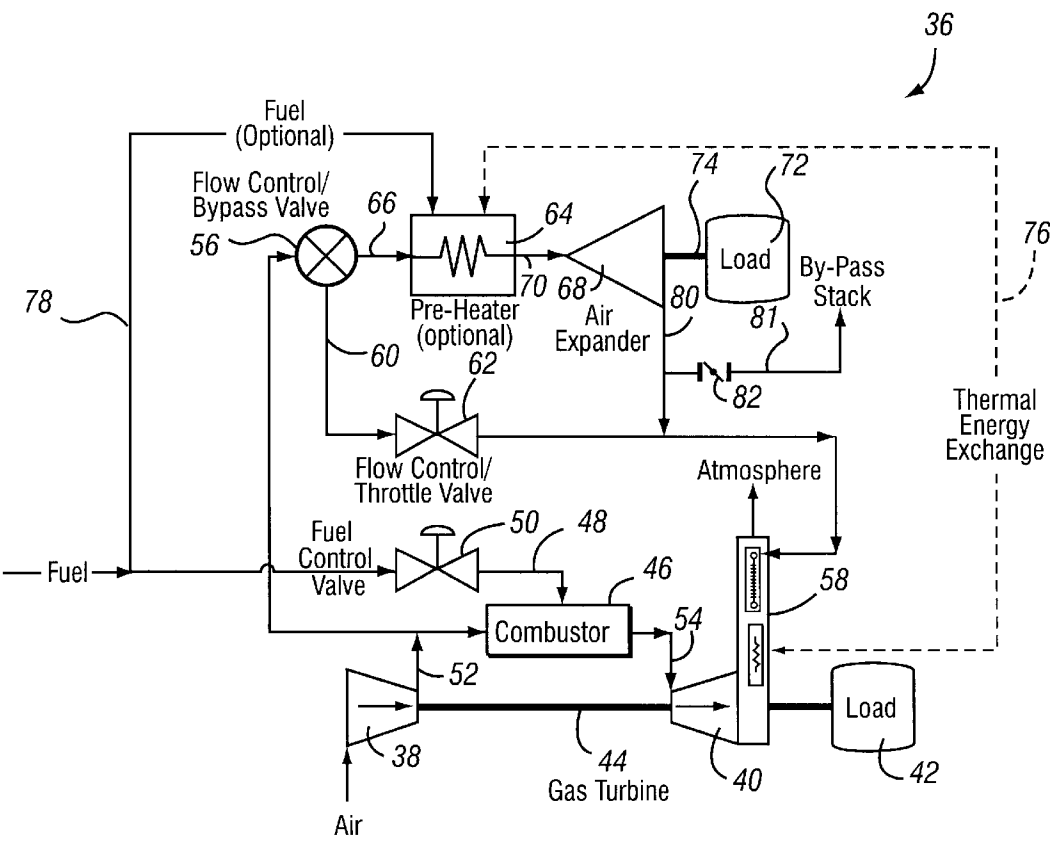 36
Fuel
(Optional)
Flow Control/
Bypass Valve
56
66
64
74
72
Load
76
By-Pass
Stack
70
68
80
81
78
Pre-Heater
(optional)
Air
Expander
60
62
82
Thermal
Energy
Exchange
Flow Control/
Throttle Valve
Atmosphere
Fuel
Control
Valve
50
48
Fuel
46
58
Combustor
54
52
Load
38
44
40
42
Gas Turbine
Air